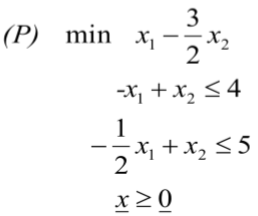 (P) min x₁ − 3/2 x₂
-x₁ + x₂ ≤ 4
− 1/2 x₁ + x₂ ≤ 5
x̲ ≥ 0̲